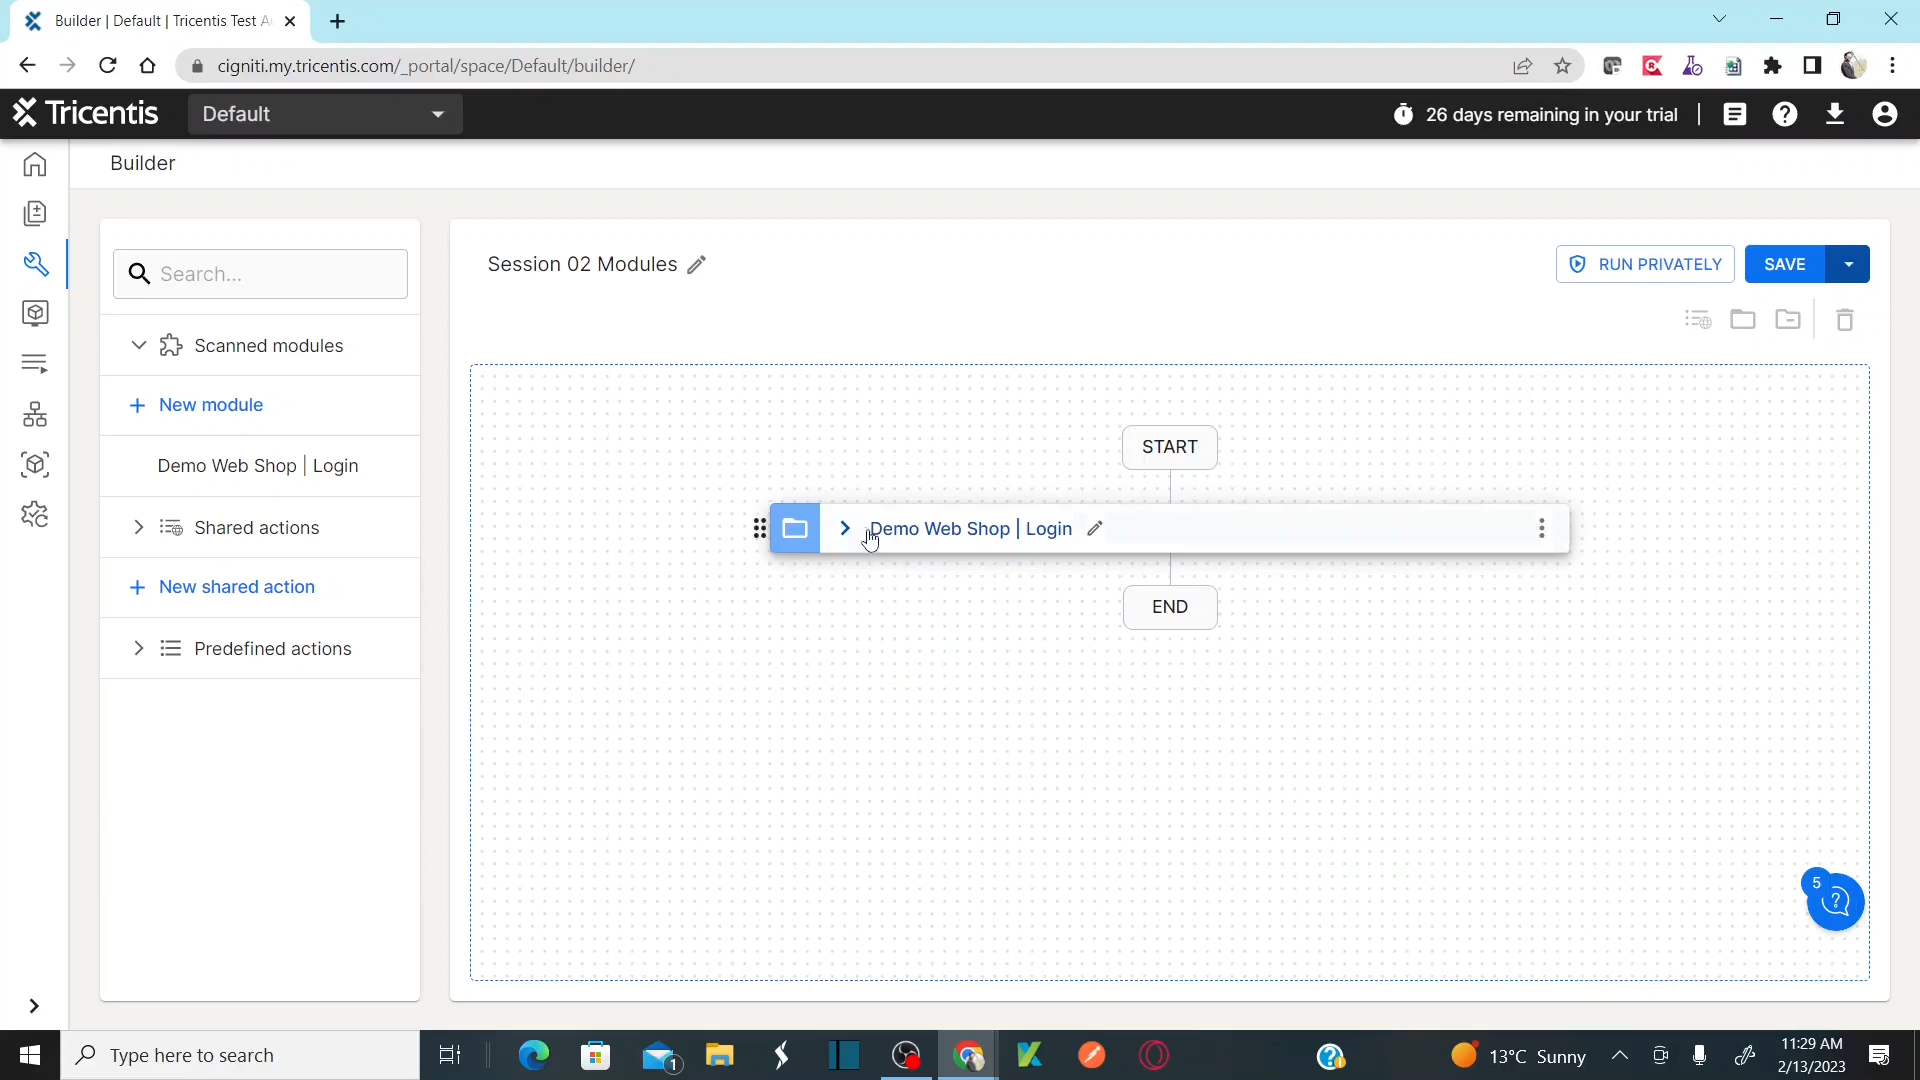 Builder | Default | Tricentis Test A
cigniti.my.tricentis.com/_portal/space/Default/builder/
Tricentis
Default
26 days remaining in your trial
Builder
Search...
Scanned modules
New module
Demo Web Shop | Login
Shared actions
New shared action
Predefined actions
Session 02 Modules
RUN PRIVATELY
SAVE
START
Demo Web Shop | Login
END
5
Type here to search
1
13°C Sunny
11:29 AM
2/13/2023